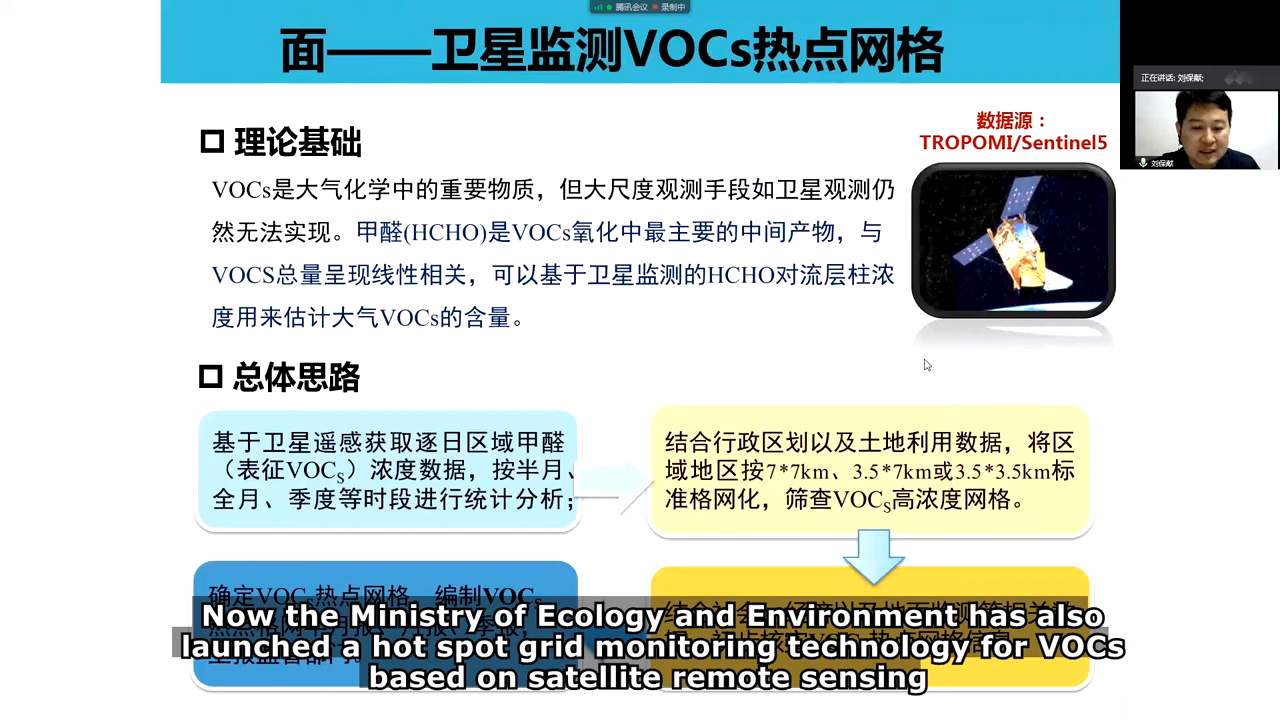 腾讯会议 录制中
面——卫星监测VOCs热点网格
正在讲话: 刘保献;
刘保献
数据源：
TROPOMI/Sentinel5
理论基础
VOCs是大气化学中的重要物质，但大尺度观测手段如卫星观测仍
然无法实现。甲醛(HCHO)是VOCs氧化中最主要的中间产物，与
VOCS总量呈现线性相关，可以基于卫星监测的HCHO对流层柱浓
度用来估计大气VOCs的含量。
总体思路
基于卫星遥感获取逐日区域甲醛
（表征VOCS）浓度数据，按半月、
全月、季度等时段进行统计分析；
结合行政区划以及土地利用数据，将区
域地区按7*7km、3.5*7km或3.5*3.5km标
准格网化，筛查VOCS高浓度网格。
确定VOCs热点网格，编制VOCs
Now the Ministry of Ecology and Environment has also
launched a hot spot grid monitoring technology for VOCs
based on satellite remote sensing